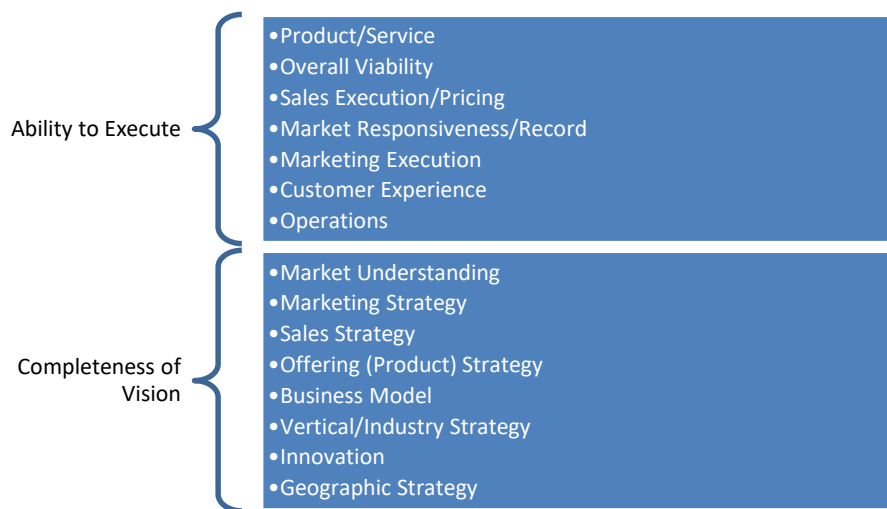 Ability to Execute
•Product/Service
•Overall Viability
•Sales Execution/Pricing
•Market Responsiveness/Record
•Marketing Execution
•Customer Experience
•Operations
Completeness of
Vision
•Market Understanding
•Marketing Strategy
•Sales Strategy
•Offering (Product) Strategy
•Business Model
•Vertical/Industry Strategy
•Innovation
•Geographic Strategy